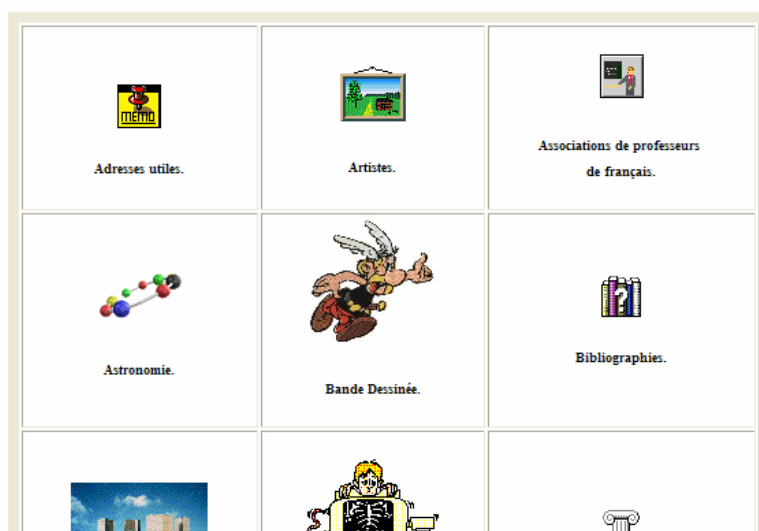 MEMO
Adresses utiles.
Artistes.
Associations de professeurs
de français.
Astronomie.
Bande Dessinée.
?
Bibliographies.